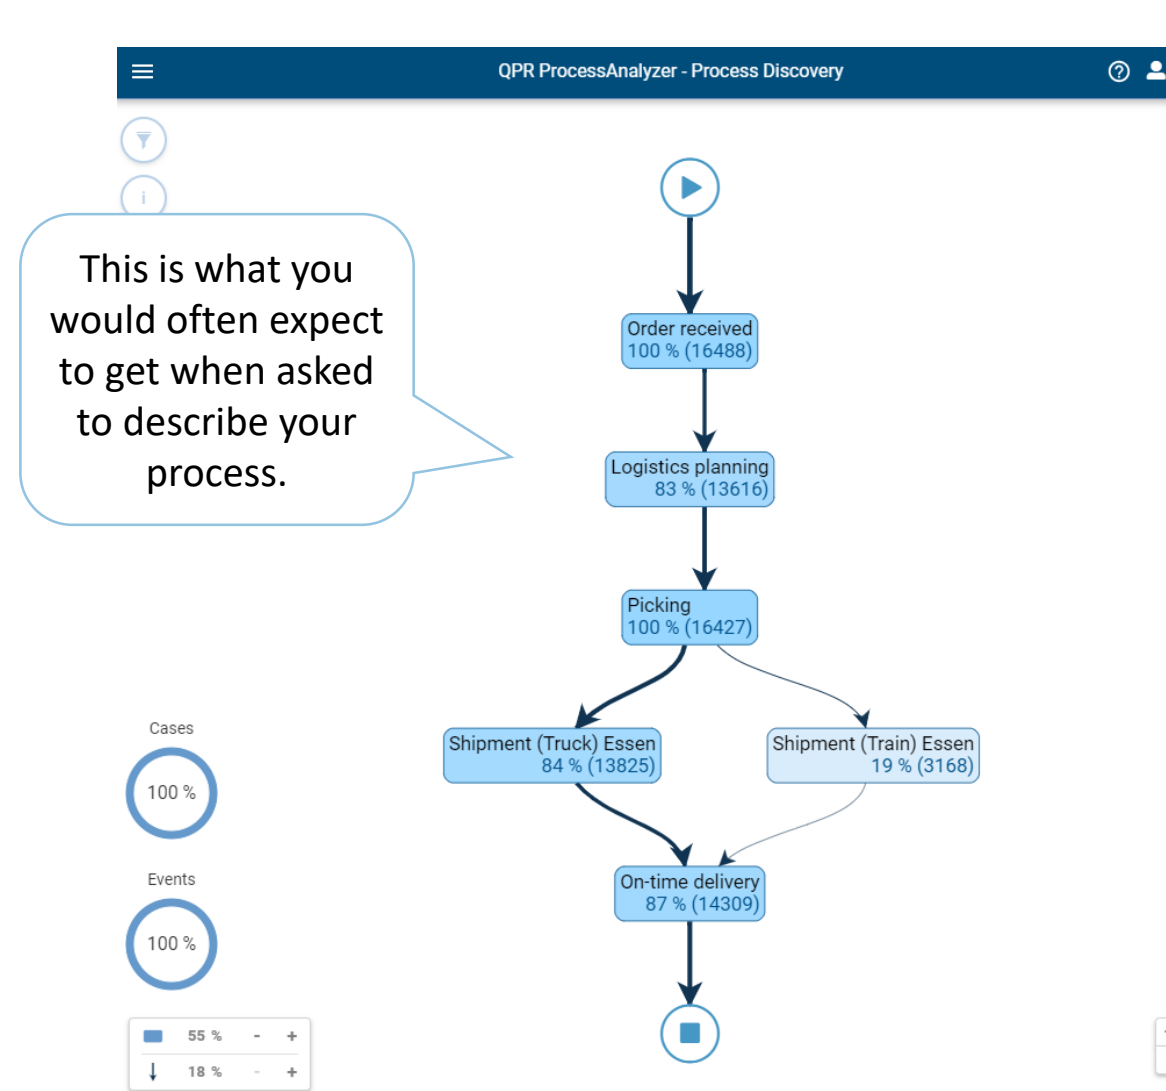 QPR ProcessAnalyzer - Process Discovery
?
i
This is what you
would often expect
to get when asked
to describe your
process.
Order received
100 % (16488)
Logistics planning
83 % (13616)
Picking
100 % (16427)
Shipment (Truck) Essen
84 % (13825)
Shipment (Train) Essen
19 % (3168)
On-time delivery
87 % (14309)
Cases
100 %
Events
100 %
55 % - +
18 % - +